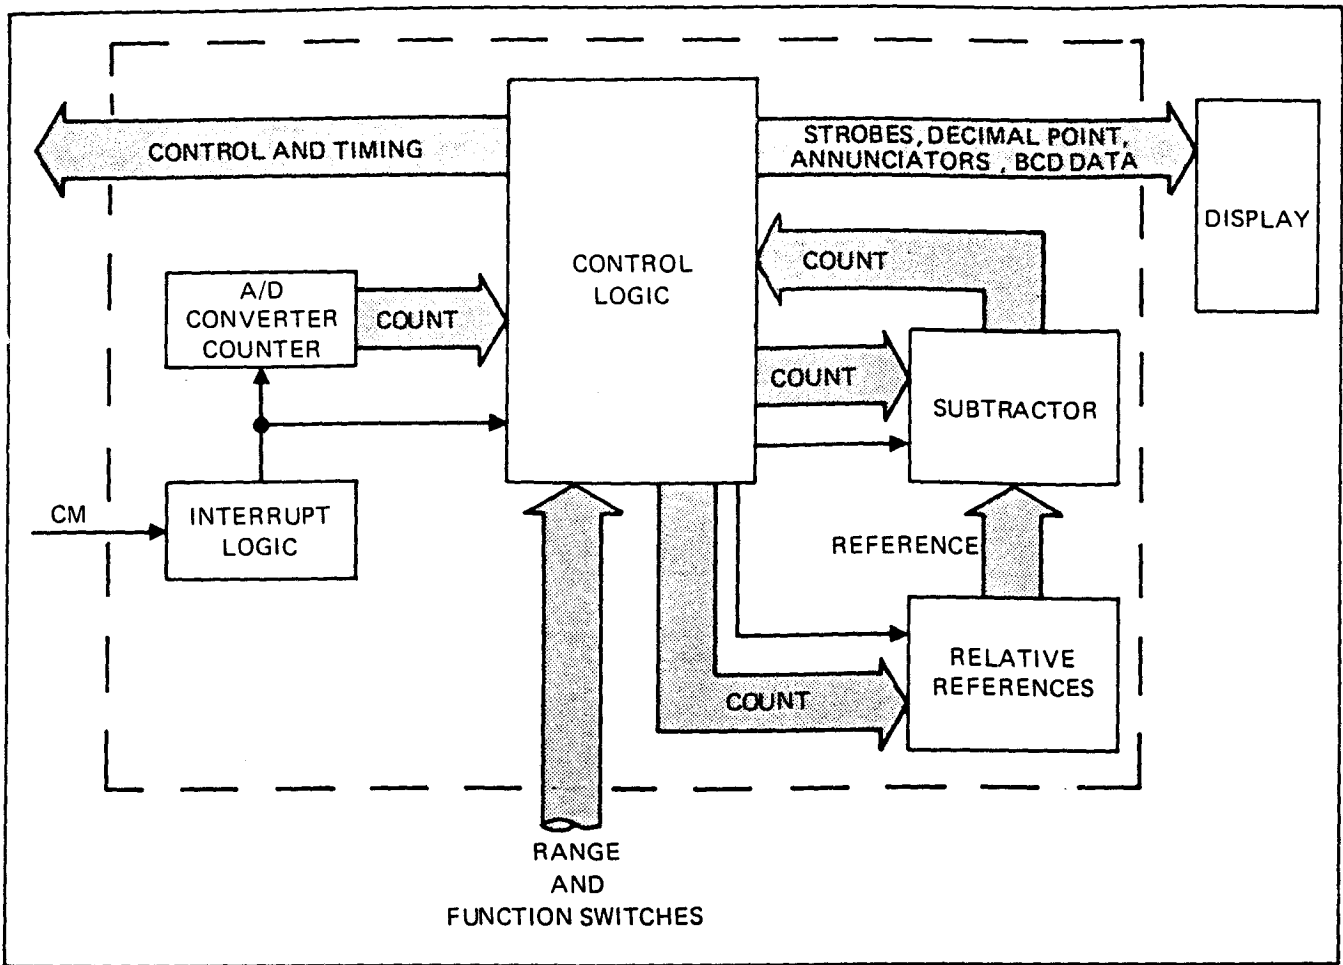 CONTROL AND TIMING
STROBES, DECIMAL POINT,
ANNUNCIATORS , BCD DATA
DISPLAY
CONTROL
LOGIC
COUNT
A/D
CONVERTER
COUNTER
COUNT
COUNT
SUBTRACTOR
CM
INTERRUPT
LOGIC
REFERENCE
RELATIVE
REFERENCES
COUNT
RANGE
AND
FUNCTION SWITCHES